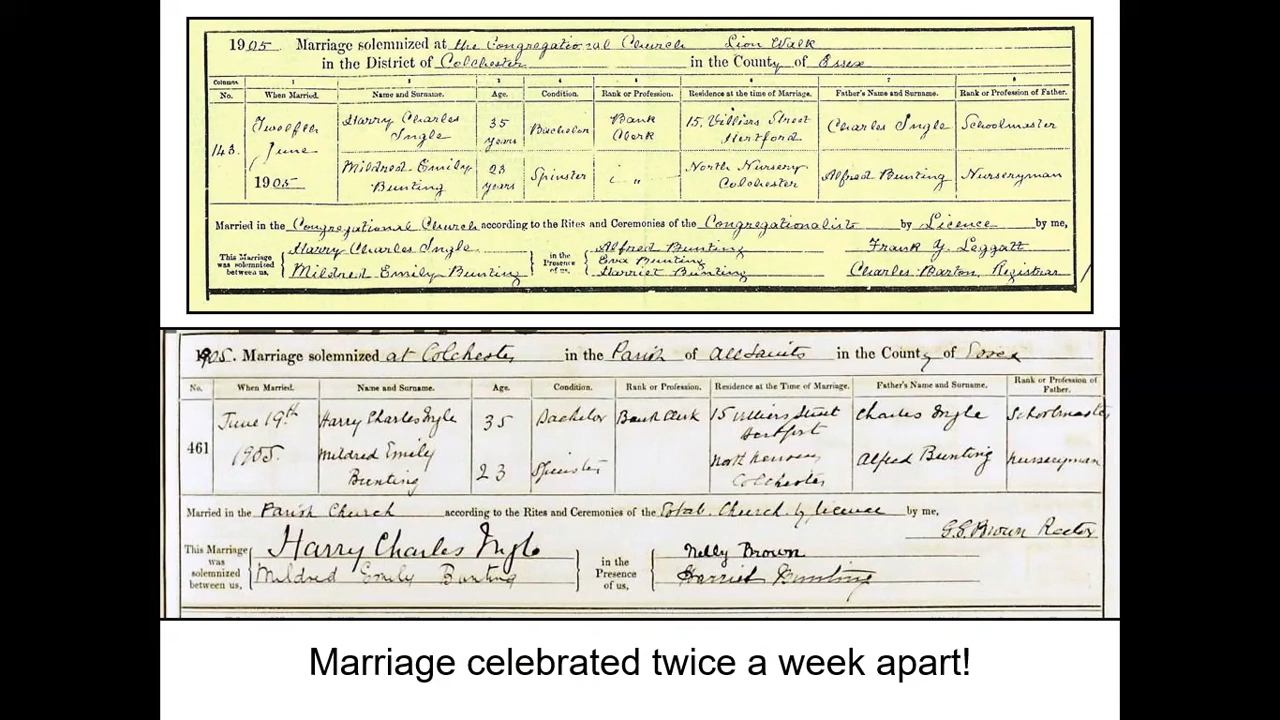 1905. Marriage solemnized at the Congregational Church Lion Walk
in the District of Colchester in the County of Essex
Columns 1 2 3 4 5 6 7 8
No. When Married. Name and Surname. Age. Condition. Rank or Profession. Residence at the time of Marriage. Father's Name and Surname. Rank or Profession of Father.
148. Twelfth June 1905 Harry Charles Ingle 35 years Bachelor Bank Clerk 15, Villiers Street Hertford Charles Ingle Schoolmaster
Mildred Emily Bunting 23 years Spinster North Nursery Colchester Alfred Bunting Nurseryman
Married in the Congregational Church according to the Rites and Ceremonies of the Congregationalists by Licence by me,
This Marriage was solemnized between us, Harry Charles Ingle Mildred Emily Bunting in the Presence of us, Alfred Bunting Eva Bunting Harriet Bunting Frank Y. Leggatt Charles Barton, Registrar
1905. Marriage solemnized at Colchester in the Parish of All Saints in the County of Essex
No. When Married. Name and Surname. Age. Condition. Rank or Profession. Residence at the Time of Marriage. Father's Name and Surname. Rank or Profession of Father.
461 June 19th 1905. Harry Charles Ingle 35 Bachelor Bank Clerk 15 Villiers Street Hertford Charles Ingle Schoolmaster
Mildred Emily Bunting 23 Spinster North Colchester Alfred Bunting Nurseryman
Married in the Parish Church according to the Rites and Ceremonies of the Estab. Church by licence by me,
G.S. Brown Rector
This Marriage was solemnized between us, Harry Charles Ingle Mildred Emily Bunting in the Presence of us, Nelly Brown Harriet Bunting
Marriage celebrated twice a week apart!